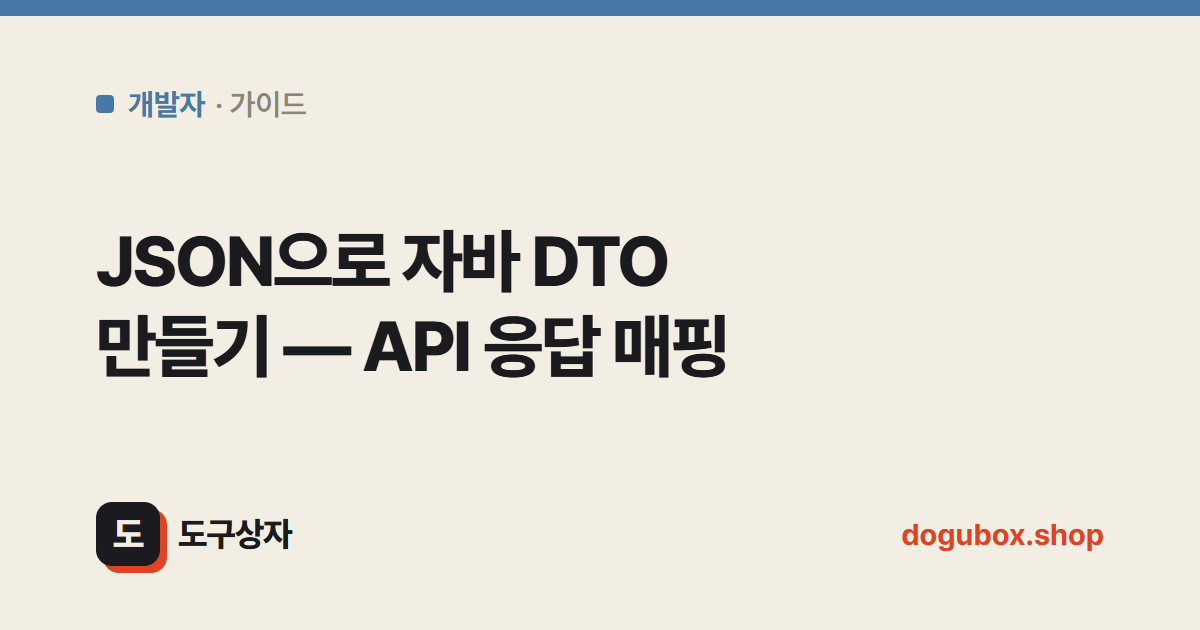 개발자 · 가이드
JSON으로 자바 DTO
만들기 — API 응답 매핑
도 도구상자
dogubox.shop